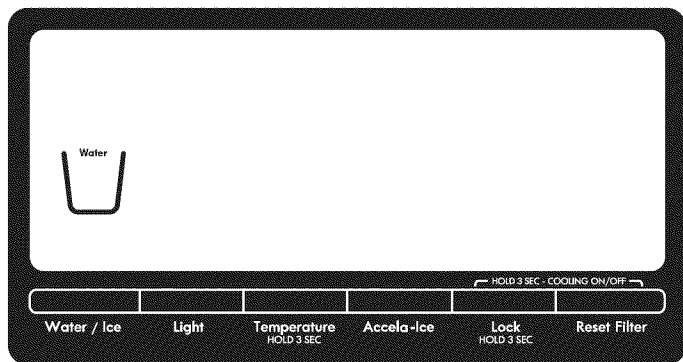 Water
HOLD 3 SEC - COOLING ON/OFF
Water / Ice
Light
Temperature
HOLD 3 SEC
Accela-Ice
Lock
HOLD 3 SEC
Reset Filter